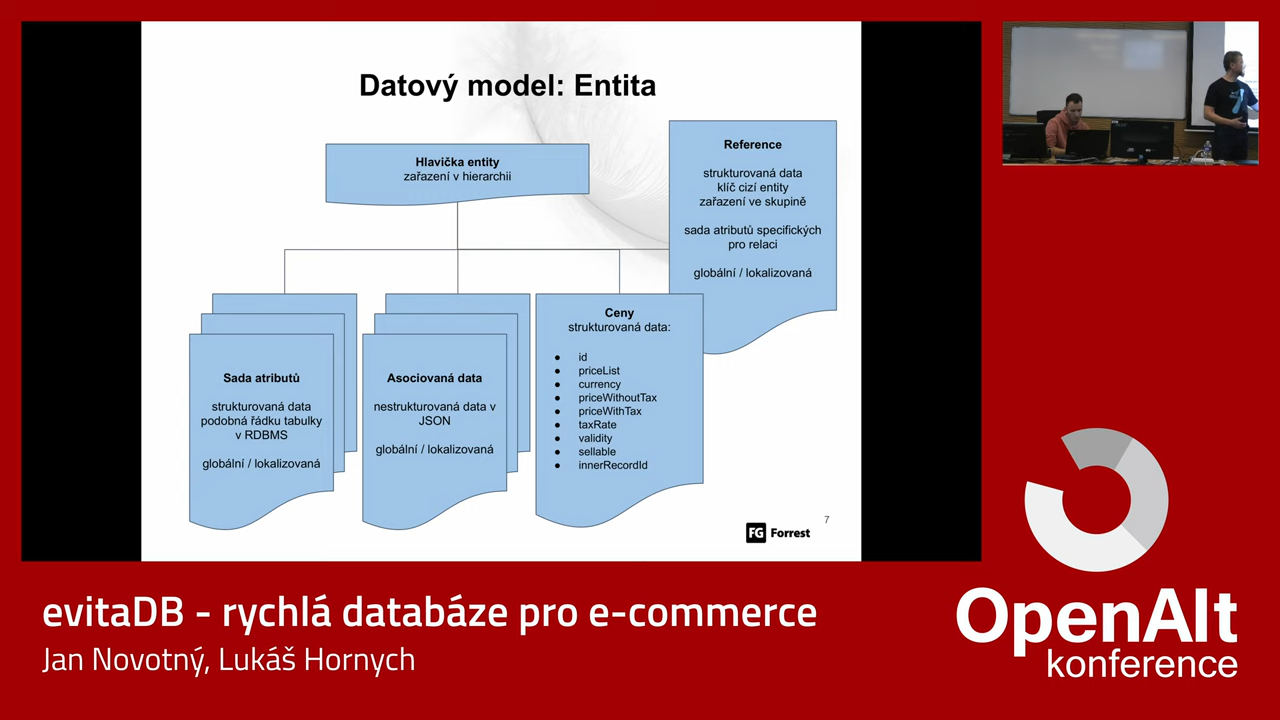 Datový model: Entita
Hlavička entity
zařazení v hierarchii
Reference
strukturovaná data
klíč cizí entity
zařazení ve skupině
sada atributů specifických
pro relaci
globální / lokalizovaná
Sada atributů
strukturovaná data
podobná řádku tabulky
v RDBMS
globální / lokalizovaná
Asociovaná data
nestrukturovaná data v
JSON
globální / lokalizovaná
Ceny
strukturovaná data:
● id
● priceList
● currency
● priceWithoutTax
● priceWithTax
● taxRate
● validity
● sellable
● innerRecordId
7
FG Forrest
evitaDB - rychlá databáze pro e-commerce
Jan Novotný, Lukáš Hornych
OpenAlt
konference